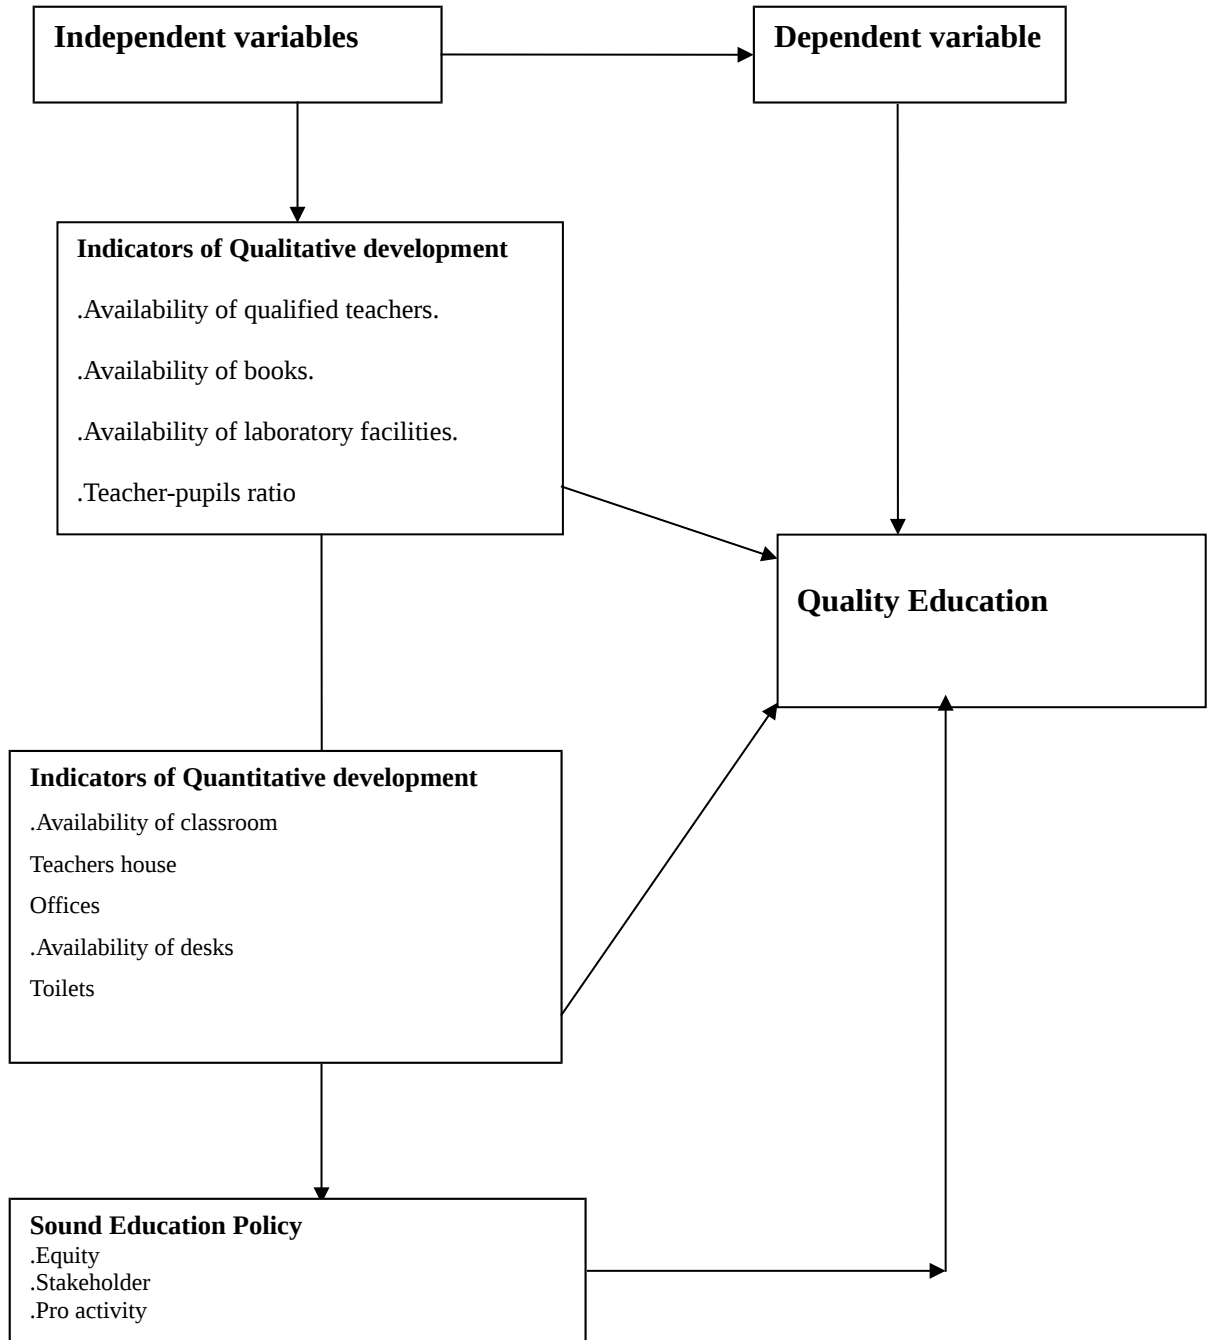 Independent variables
Dependent variable
Indicators of Qualitative development
.Availability of qualified teachers.
.Availability of books.
.Availability of laboratory facilities.
.Teacher-pupils ratio
Quality Education
Indicators of Quantitative development
.Availability of classroom
Teachers house
Offices
.Availability of desks
Toilets
Sound Education Policy
.Equity
.Stakeholder
.Pro activity